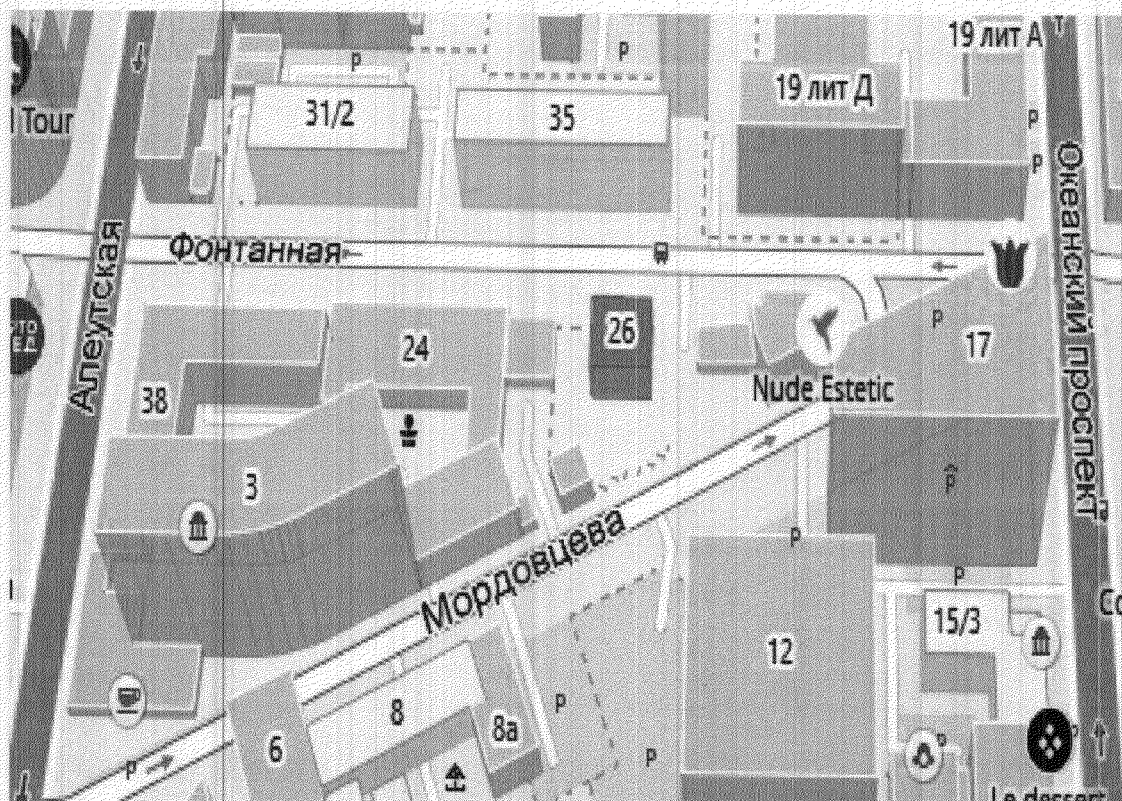 19 лит А
Tour
31/2
35
19 лит Д
P
P
P
P
Океанский проспект
Алеутская
Фонтанная
24
26
P
17
38
Nude Estetic
3
Мордовцева
P
P
12
15/3
8
8а
6
P
P
P
P